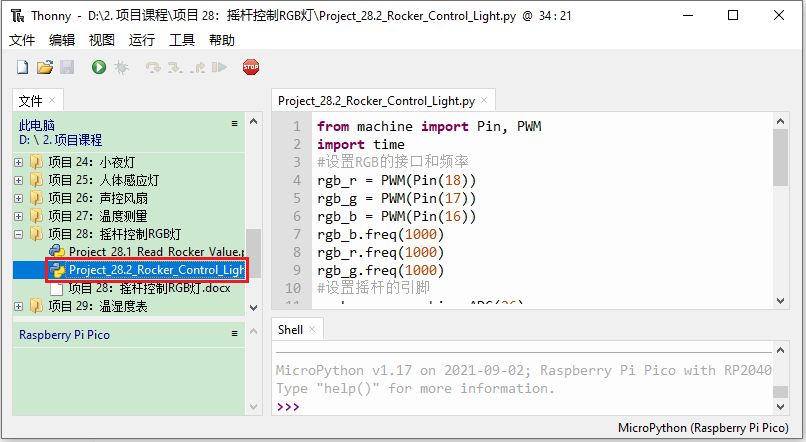 Thonny - D:\2. 项目课程\项目 28：摇杆控制RGB灯\Project_28.2_Rocker_Control_Light.py @ 34 : 21
文件 编辑 视图 运行 工具 帮助
STOP
文件
此电脑
D: \ 2. 项目课程
项目 24：小夜灯
项目 25：人体感应灯
项目 26：声控风扇
项目 27：温度测量
项目 28：摇杆控制RGB灯
Project_28.1_Read_Rocker_Value.p
Project_28.2_Rocker_Control_Ligh
项目 28：摇杆控制RGB灯.docx
项目 29：温湿度表
Raspberry Pi Pico
Project_28.2_Rocker_Control_Light.py
1 from machine import Pin, PWM
2 import time
3 #设置RGB的接口和频率
4 rgb_r = PWM(Pin(18))
5 rgb_g = PWM(Pin(17))
6 rgb_b = PWM(Pin(16))
7 rgb_b.freq(1000)
8 rgb_r.freq(1000)
9 rgb_g.freq(1000)
10 #设置摇杆的引脚
11
Shell
MicroPython v1.17 on 2021-09-02; Raspberry Pi Pico with RP2040
Type "help()" for more information.
>>>
MicroPython (Raspberry Pi Pico)